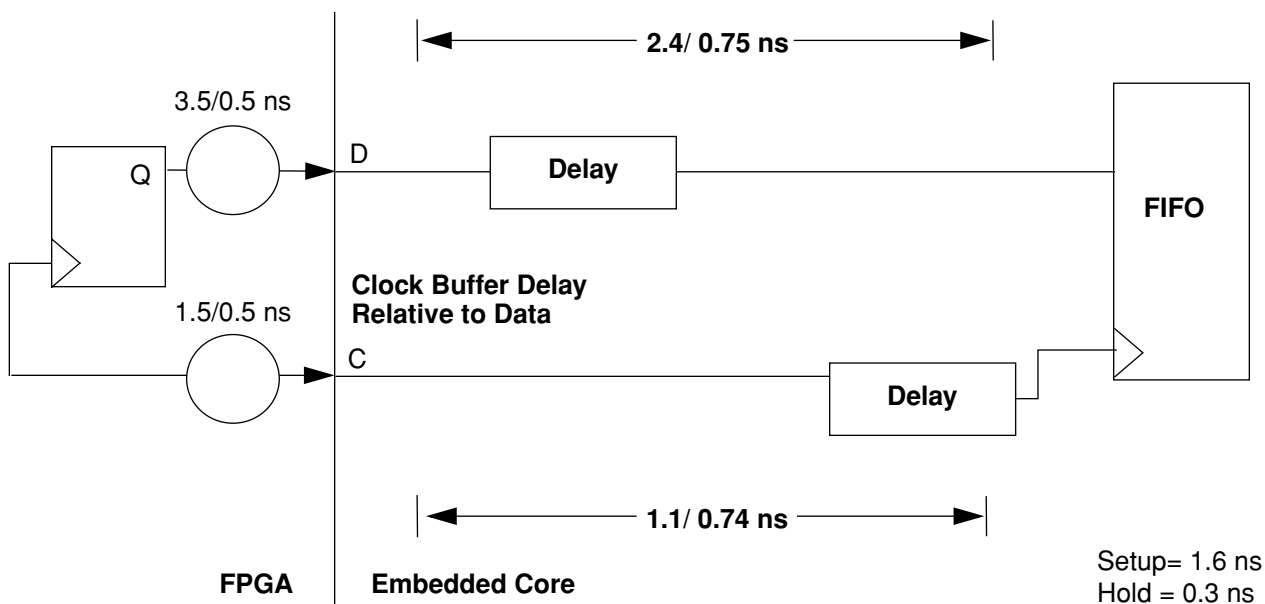 2.4/ 0.75 ns
3.5/0.5 ns
Q
D
Delay
FIFO
Clock Buffer Delay
Relative to Data
1.5/0.5 ns
C
Delay
1.1/ 0.74 ns
FPGA
Embedded Core
Setup= 1.6 ns
Hold = 0.3 ns